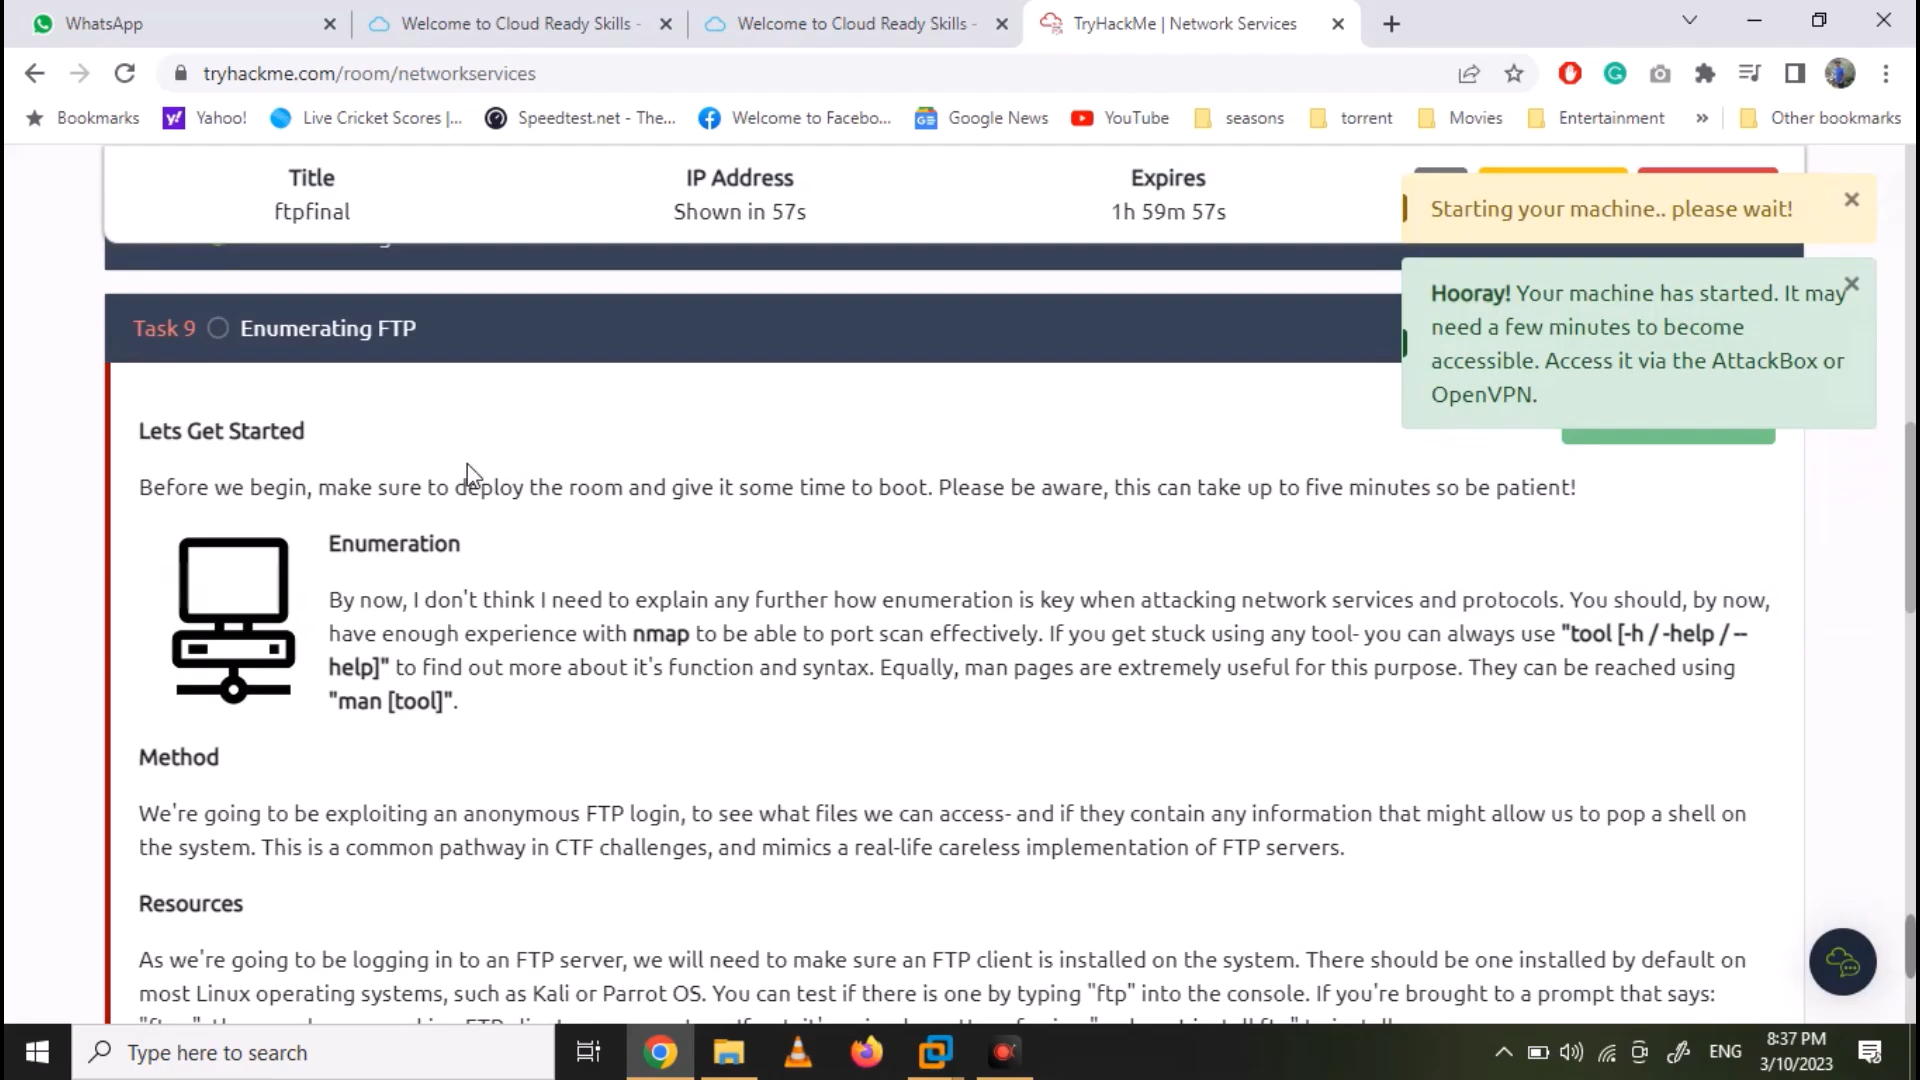 WhatsApp
Welcome to Cloud Ready Skills -
Welcome to Cloud Ready Skills -
TryHackMe | Network Services
tryhackme.com/room/networkservices
Bookmarks
Yahoo!
Live Cricket Scores |...
Speedtest.net - The...
Welcome to Facebo...
Google News
YouTube
seasons
torrent
Movies
Entertainment
»
Other bookmarks
Title
IP Address
Expires
ftpfinal
Shown in 57s
1h 59m 57s
Starting your machine.. please wait!
Hooray! Your machine has started. It may
need a few minutes to become
accessible. Access it via the AttackBox or
OpenVPN.
Task 9 Enumerating FTP
Lets Get Started
Before we begin, make sure to deploy the room and give it some time to boot. Please be aware, this can take up to five minutes so be patient!
Enumeration
By now, I don't think I need to explain any further how enumeration is key when attacking network services and protocols. You should, by now,
have enough experience with nmap to be able to port scan effectively. If you get stuck using any tool- you can always use "tool [-h / -help / --
help]" to find out more about it's function and syntax. Equally, man pages are extremely useful for this purpose. They can be reached using
"man [tool]".
Method
We're going to be exploiting an anonymous FTP login, to see what files we can access- and if they contain any information that might allow us to pop a shell on
the system. This is a common pathway in CTF challenges, and mimics a real-life careless implementation of FTP servers.
Resources
As we're going to be logging in to an FTP server, we will need to make sure an FTP client is installed on the system. There should be one installed by default on
most Linux operating systems, such as Kali or Parrot OS. You can test if there is one by typing "ftp" into the console. If you're brought to a prompt that says:
Type here to search
ENG
8:37 PM
3/10/2023